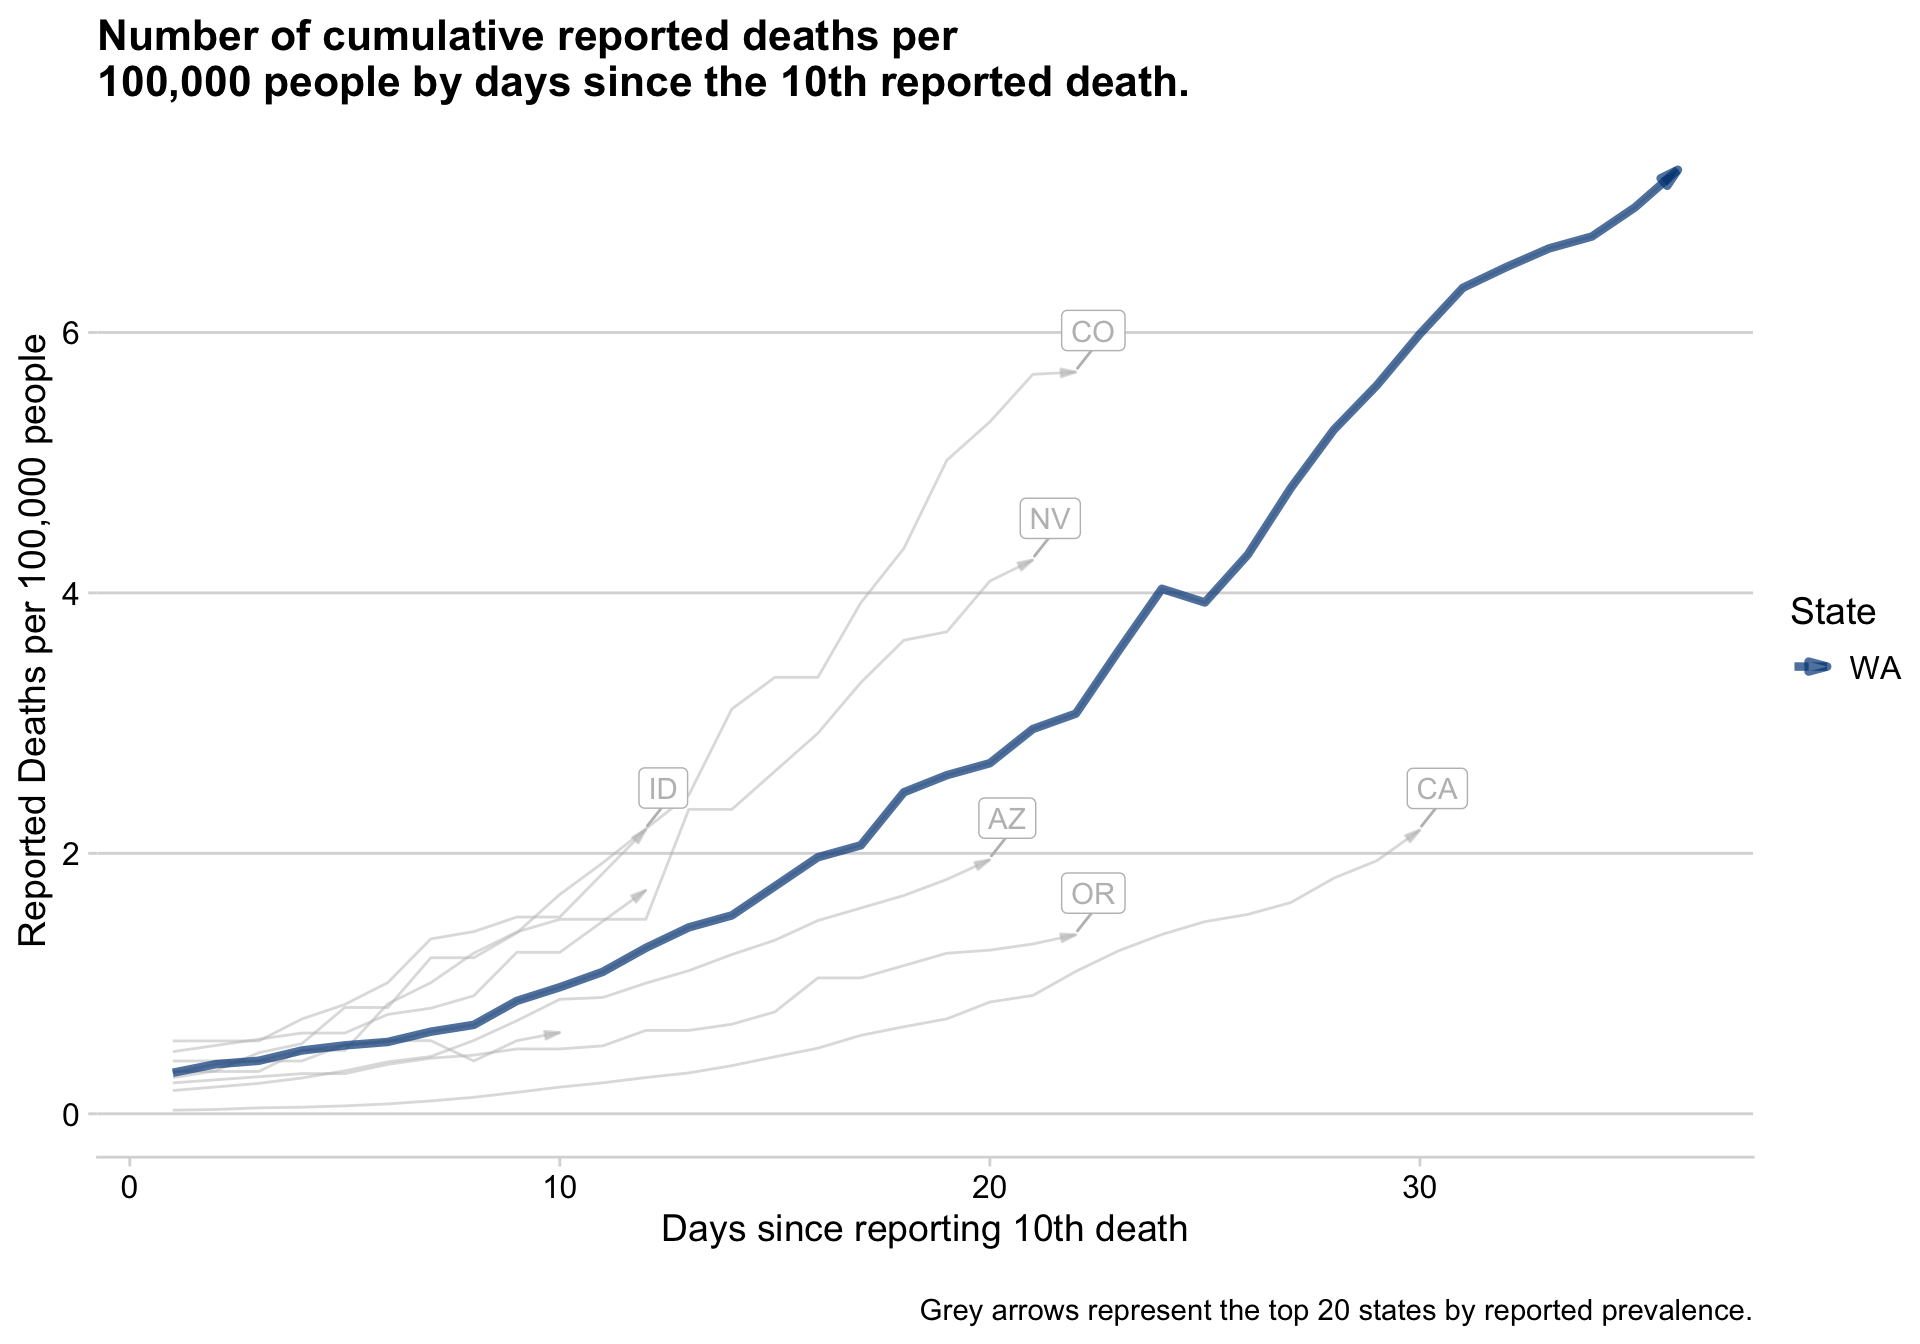 Number of cumulative reported deaths per
100,000 people by days since the 10th reported death.
Reported Deaths per 100,000 people
6
4
2
0
CO
NV
ID
AZ
CA
OR
State
WA
0
10
20
30
Days since reporting 10th death
Grey arrows represent the top 20 states by reported prevalence.